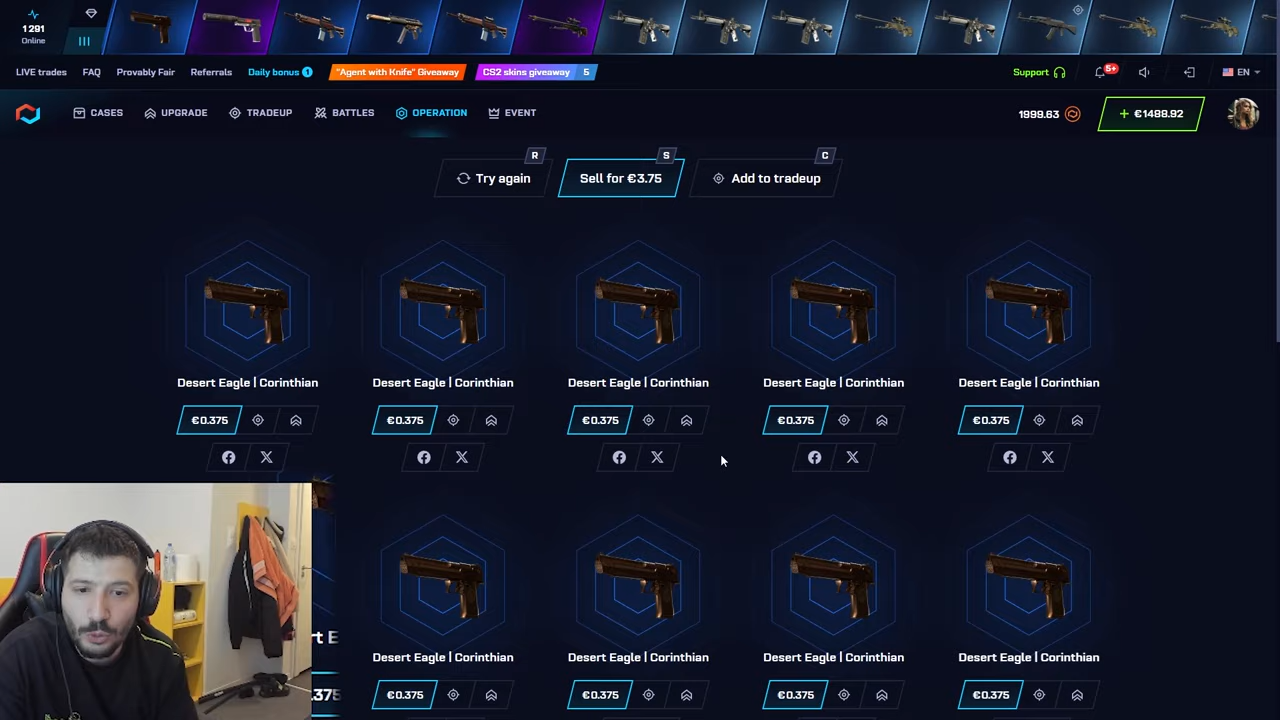 1 291
Online
LIVE trades FAQ Provably Fair Referrals Daily bonus 1 "Agent with Knife" Giveaway CS2 skins giveaway 5 Support 5+ EN
CASES UPGRADE TRADEUP BATTLES OPERATION EVENT 1999.63 + €1488.92
R S C
Try again Sell for €3.75 Add to tradeup
Desert Eagle | Corinthian Desert Eagle | Corinthian Desert Eagle | Corinthian Desert Eagle | Corinthian Desert Eagle | Corinthian
€0.375 €0.375 €0.375 €0.375 €0.375
Desert Eagle | Corinthian Desert Eagle | Corinthian Desert Eagle | Corinthian Desert Eagle | Corinthian
€0.375 €0.375 €0.375 €0.375